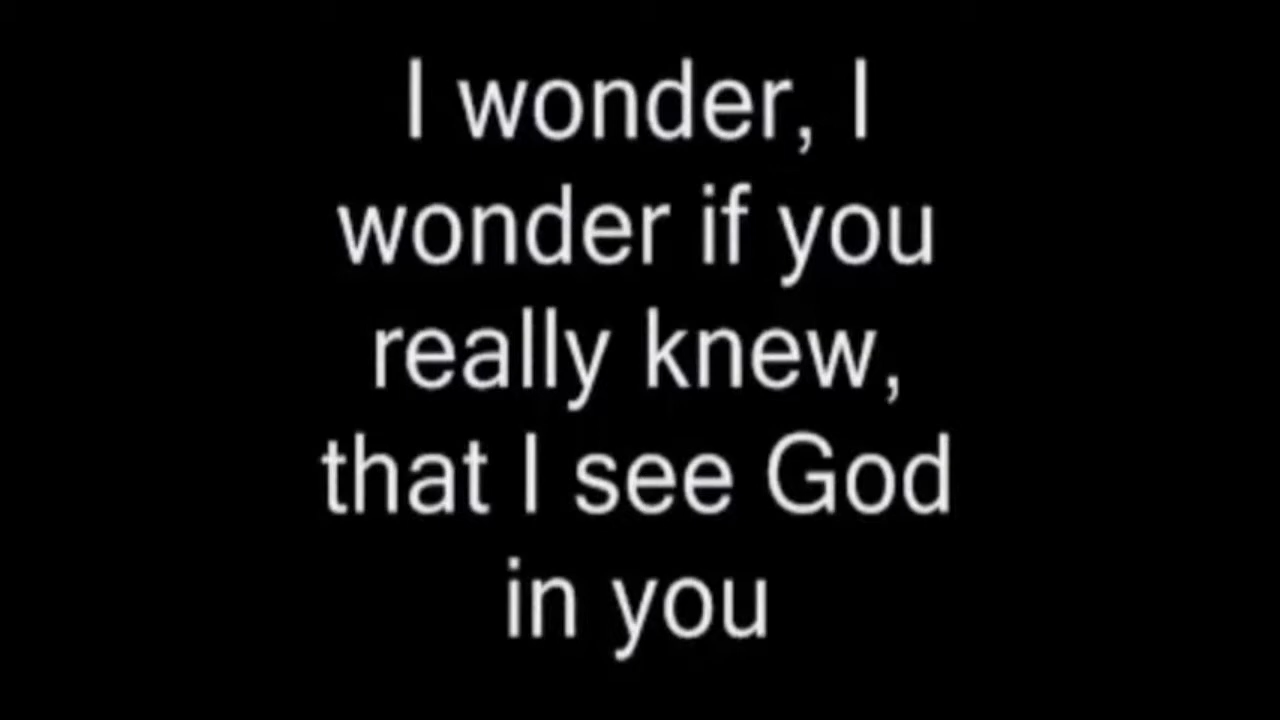 I wonder, I
wonder if you
really knew,
that I see God
in you